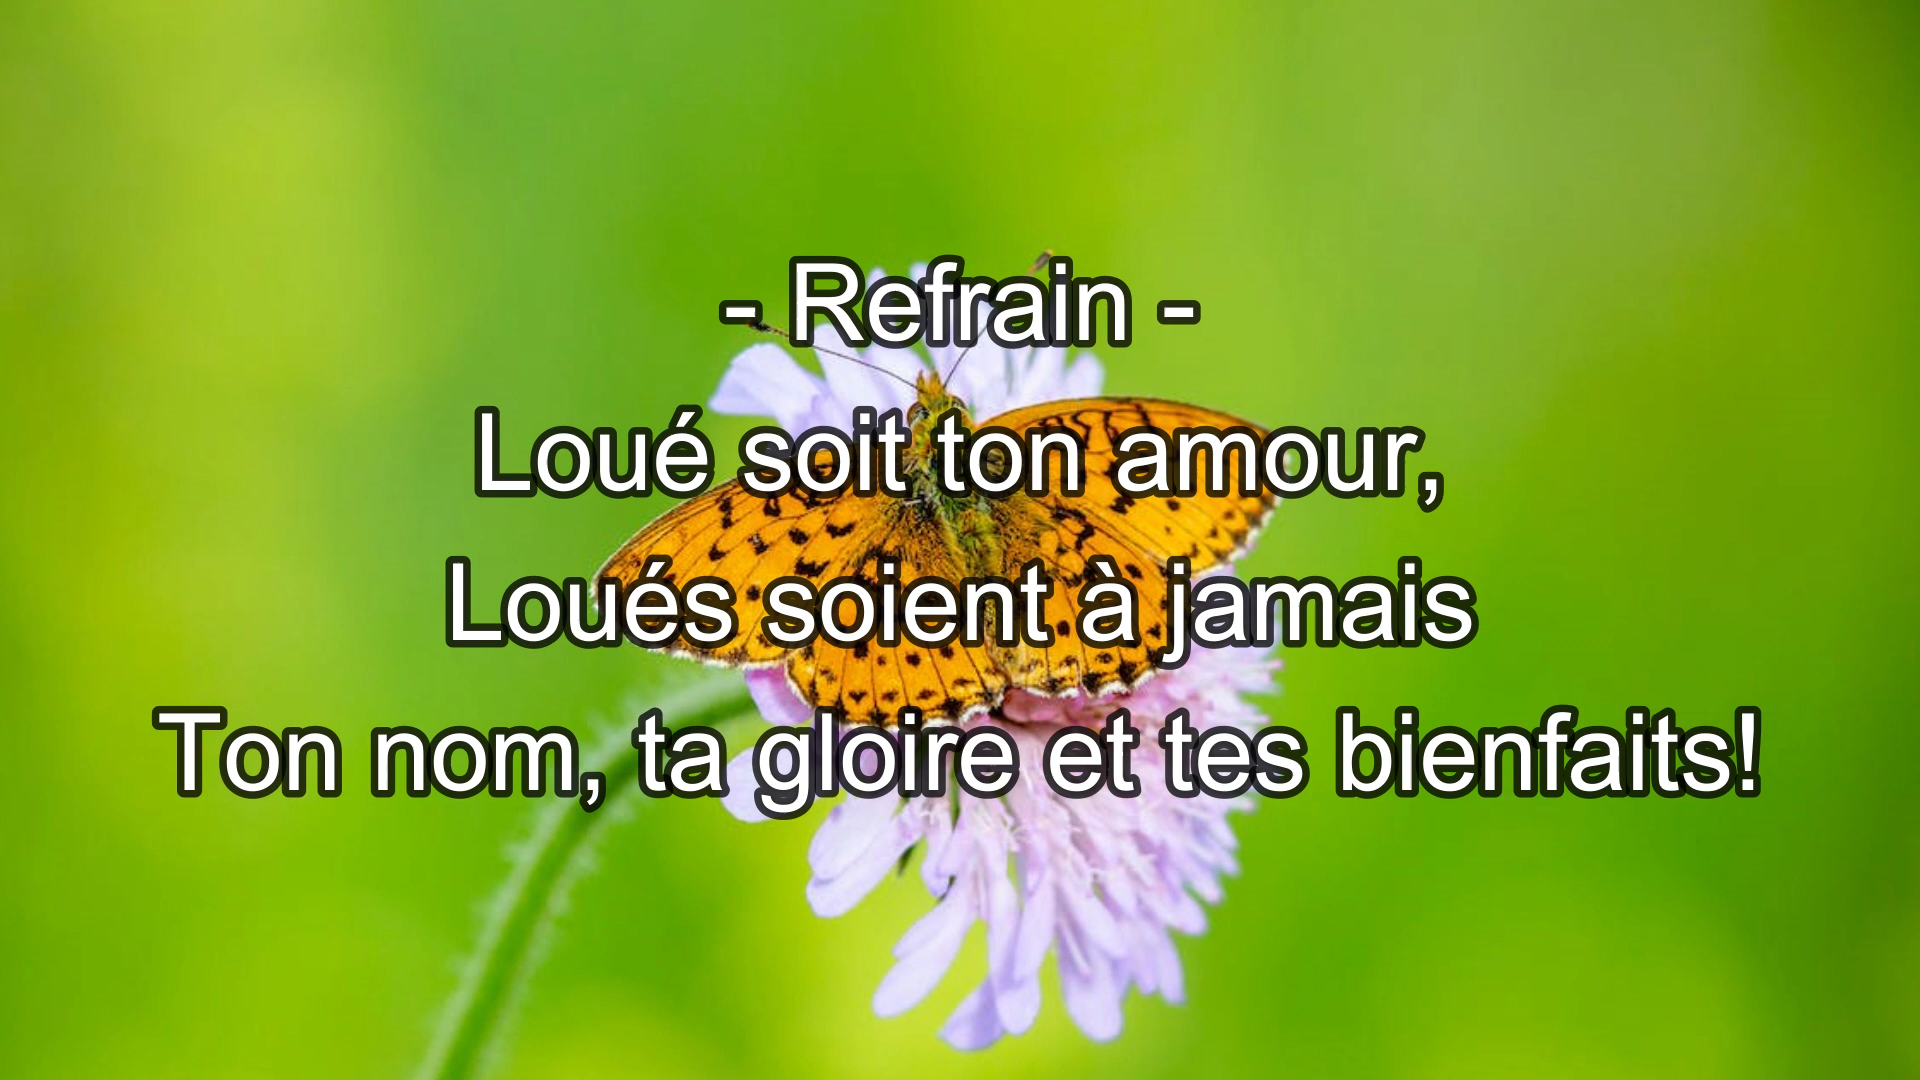 - Refrain -
Loué soit ton amour,
Loués soient à jamais
Ton nom, ta gloire et tes bienfaits!